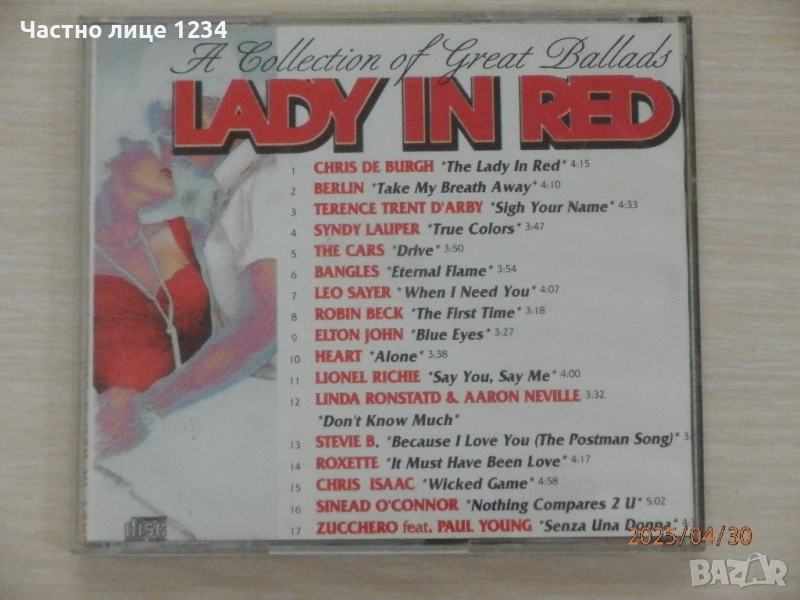 Частно лице 1234
A Collection of Great Ballads
LADY IN RED
1 CHRIS DE BURGH "The Lady In Red" 4:15
2 BERLIN "Take My Breath Away" 4:10
3 TERENCE TRENT D'ARBY "Sigh Your Name" 4:33
4 SYNDY LAUPER "True Colors" 3:47
5 THE CARS "Drive" 3:50
6 BANGLES "Eternal Flame" 3:54
7 LEO SAYER "When I Need You" 4:07
8 ROBIN BECK "The First Time" 3:18
9 ELTON JOHN "Blue Eyes" 3:27
10 HEART "Alone" 3:38
11 LIONEL RICHIE "Say You, Say Me" 4:00
12 LINDA RONSTATD & AARON NEVILLE 3:32
"Don't Know Much"
13 STEVIE B. "Because I Love You (The Postman Song)"
14 ROXETTE "It Must Have Been Love" 4:17
15 CHRIS ISAAC "Wicked Game" 4:58
16 SINEAD O'CONNOR "Nothing Compares 2 U" 5:02
17 ZUCCHERO feat. PAUL YOUNG "Senza Una Donna"
disc
2025/04/30
BAZAR